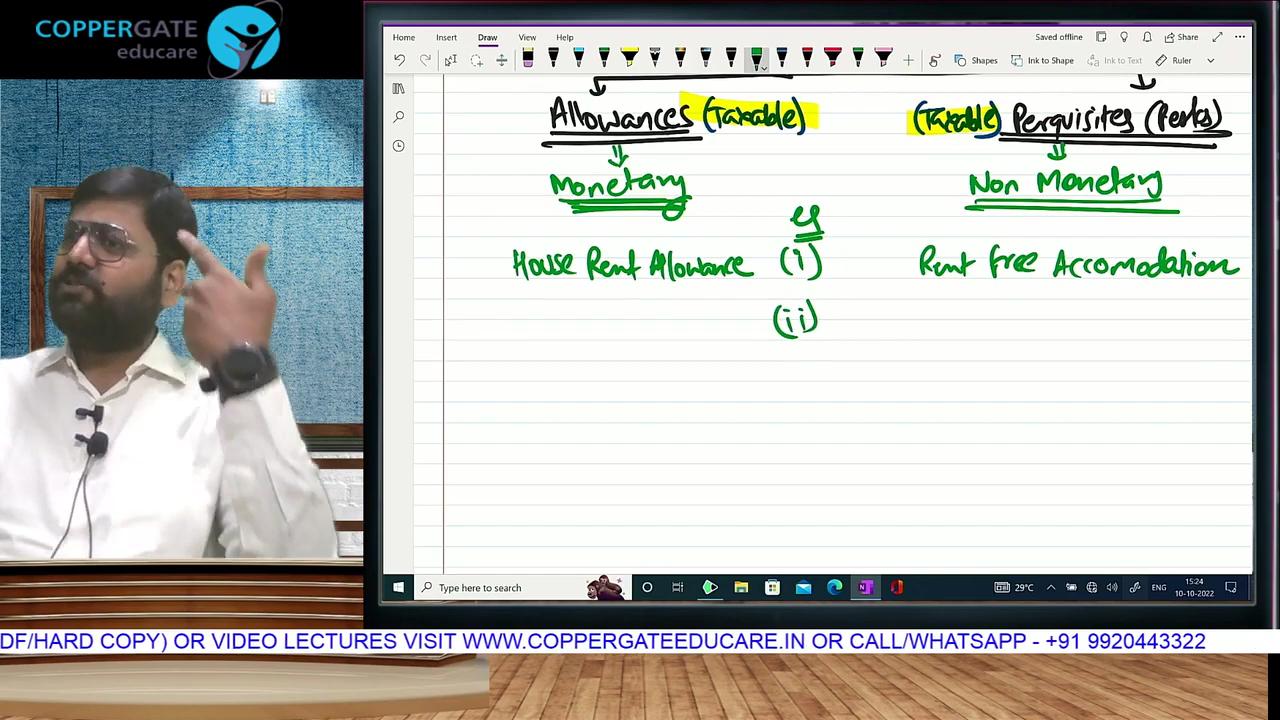 COPPERGATE
educare
Home Insert Draw View Help
Saved offline
Share
Shapes
Ink to Shape
Ink to Text
Ruler
Allowances (Taxable)
(Taxable) Perquisites (Perks)
Monetary
Non Monetary
eg
House Rent Allowance (i) Rent free Accomodation
(ii)
Type here to search
29°C
ENG
15:24
10-10-2022
DF/HARD COPY) OR VIDEO LECTURES VISIT WWW.COPPERGATEEDUCARE.IN OR CALL/WHATSAPP - +91 9920443322